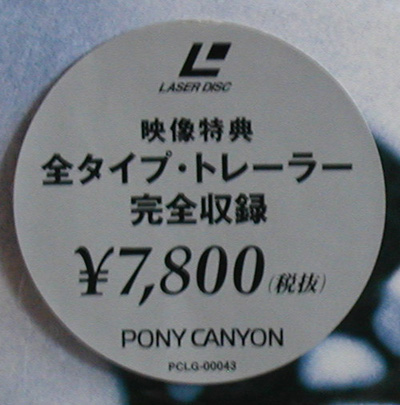 LASER DISC
映像特典
全タイプ・トレーラー
完全収録
¥7,800(税抜)
PONY CANYON
PCLG-00043